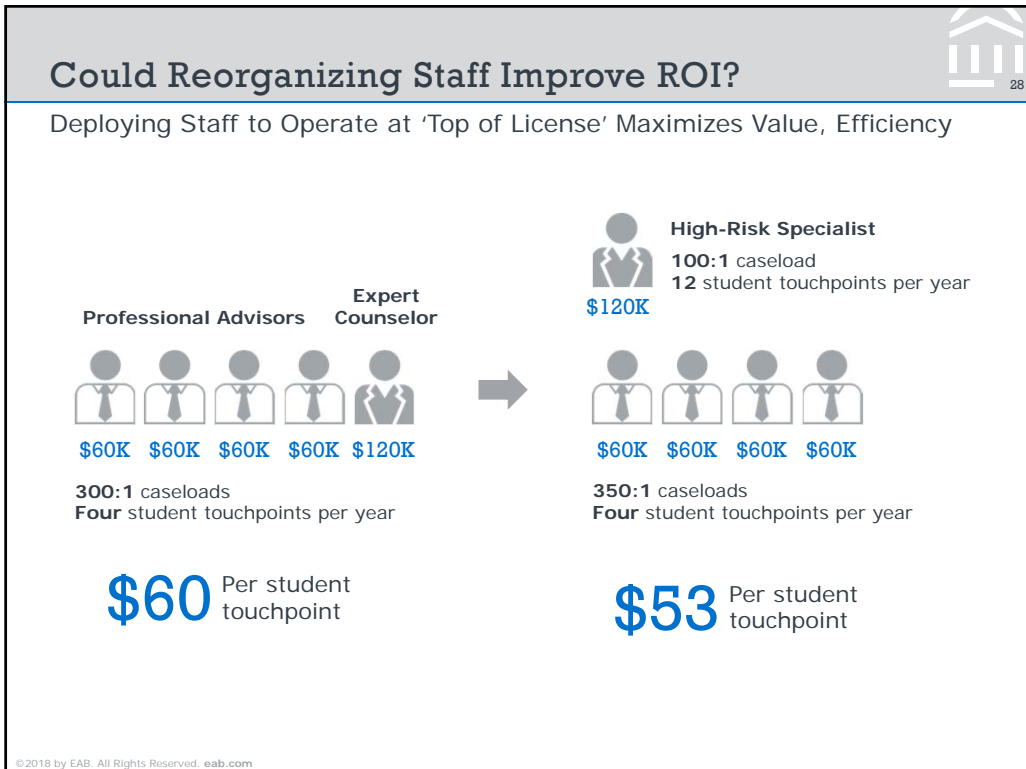 Could Reorganizing Staff Improve ROI?
28
Deploying Staff to Operate at ‘Top of License’ Maximizes Value, Efficiency
Professional Advisors
Expert
Counselor
$60K $60K $60K $60K $120K
300:1 caseloads
Four student touchpoints per year
$60 Per student
touchpoint
High-Risk Specialist
100:1 caseload
12 student touchpoints per year
$120K
$60K $60K $60K $60K
350:1 caseloads
Four student touchpoints per year
$53 Per student
touchpoint
©2018 by EAB. All Rights Reserved. eab.com